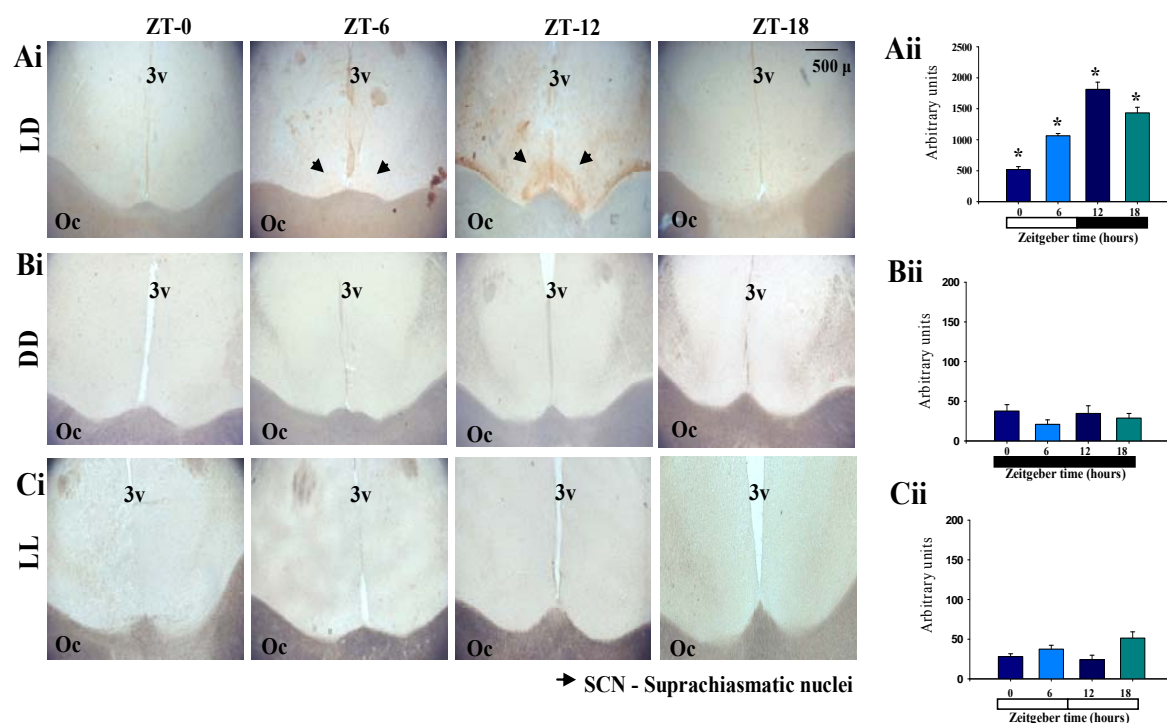 ZT-0 ZT-6 ZT-12 ZT-18
Ai
LD
3v 3v 3v 3v
500 μ
Oc Oc Oc Oc
Aii
Arbitrary units
2500
2000
1500
1000
500
0
* * * *
0 6 12 18
Zeitgeber time (hours)
Bi
DD
3v 3v 3v 3v
Oc Oc Oc Oc
Bii
Arbitrary units
200
150
100
50
0
0 6 12 18
Zeitgeber time (hours)
Ci
LL
3v 3v 3v 3v
Oc Oc Oc Oc
Cii
Arbitrary units
200
150
100
50
0
0 6 12 18
Zeitgeber time (hours)
SCN - Suprachiasmatic nuclei